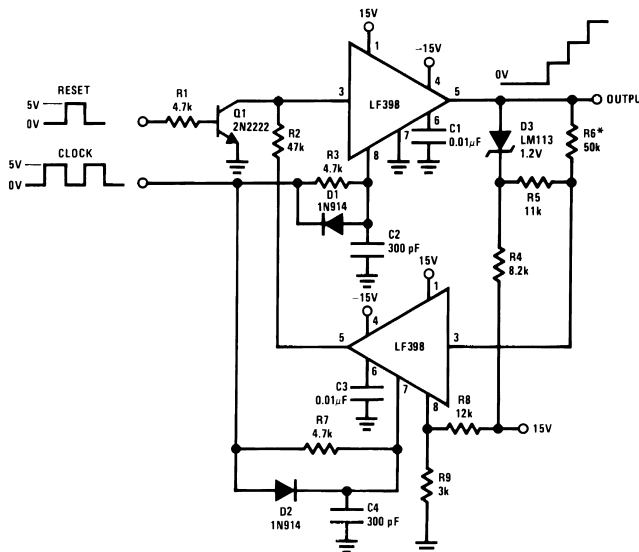 15V
1
-15V
4
0V
RESET
5V
0V
R1
4.7k
Q1
2N2222
3
LF398
5
OUTPUT
R2
47k
7
6
C1
0.01μF
D3
LM113
1.2V
R6*
50k
CLOCK
5V
0V
R3
4.7k
8
D1
1N914
R5
11k
C2
300 pF
R4
8.2k
15V
1
-15V
4
5
LF398
3
6
C3
0.01μF
7
8
R8
12k
15V
R7
4.7k
R9
3k
D2
1N914
C4
300 pF